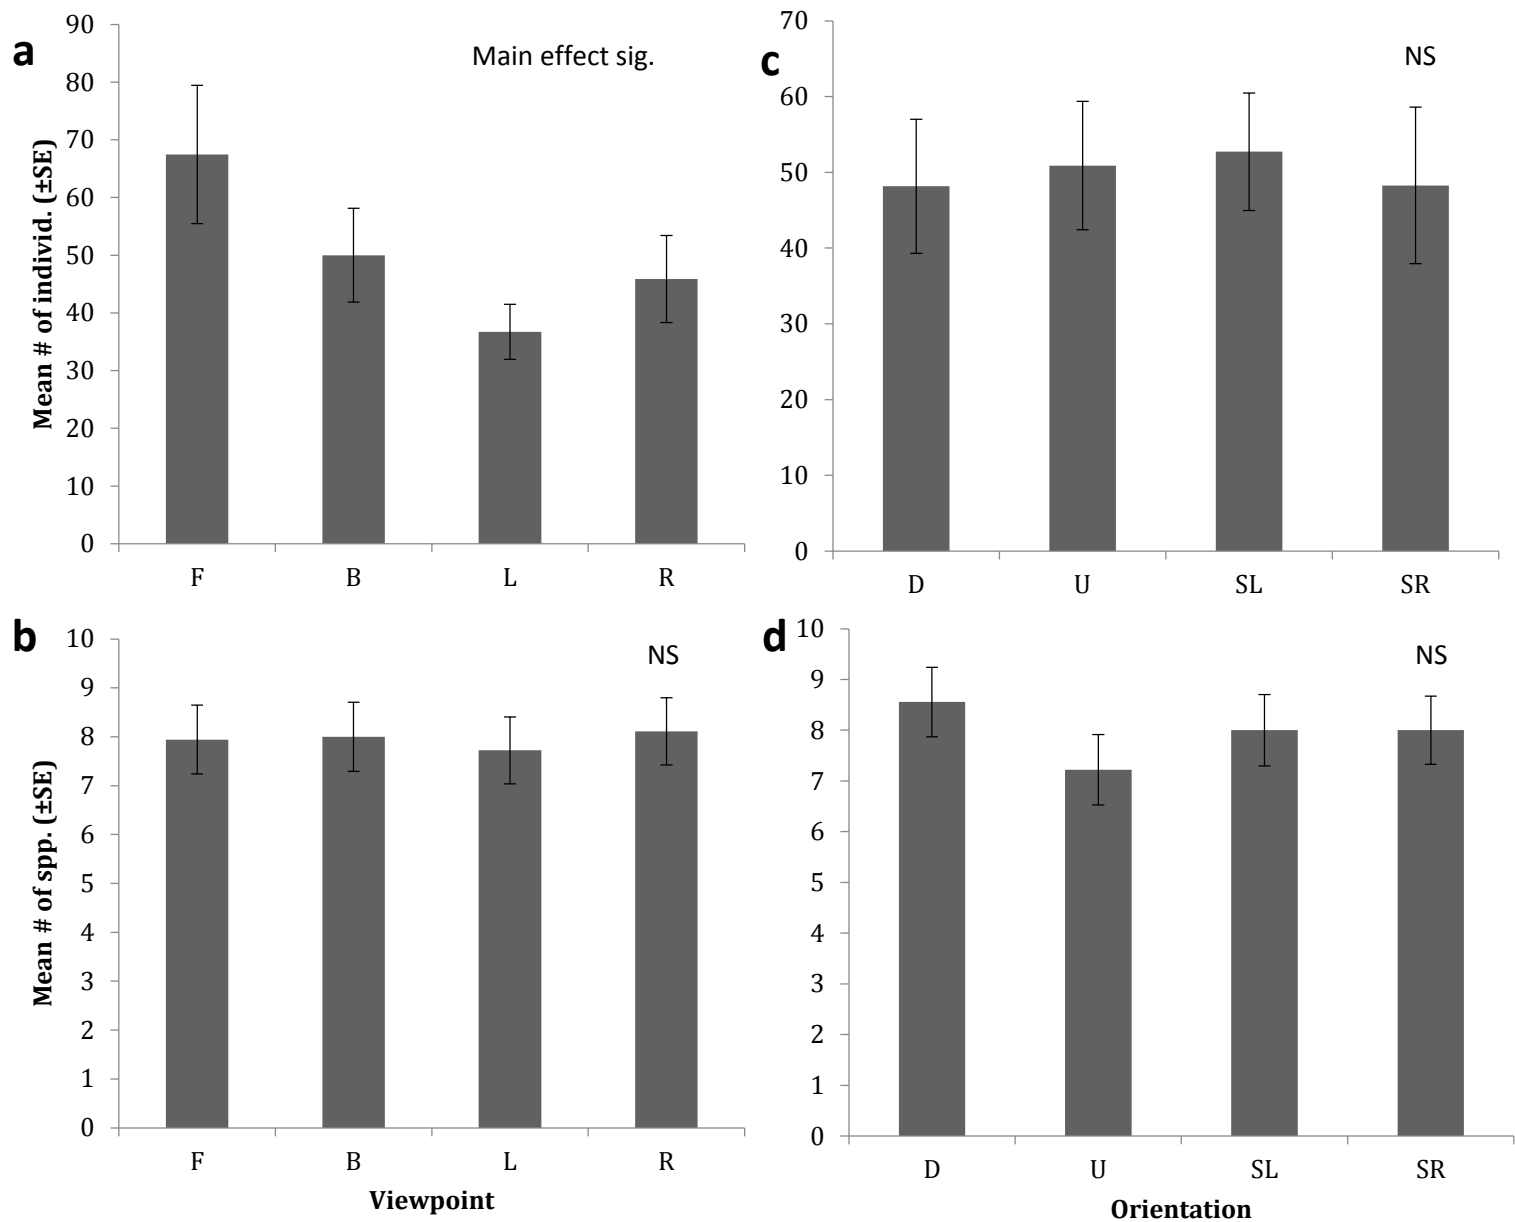 a
Main effect sig.
Mean # of individ. (±SE)
90
80
70
60
50
40
30
20
10
0
F B L R
c
NS
70
60
50
40
30
20
10
0
D U SL SR
b
NS
Mean # of spp. (±SE)
10
9
8
7
6
5
4
3
2
1
0
F B L R
Viewpoint
d
NS
10
9
8
7
6
5
4
3
2
1
0
D U SL SR
Orientation